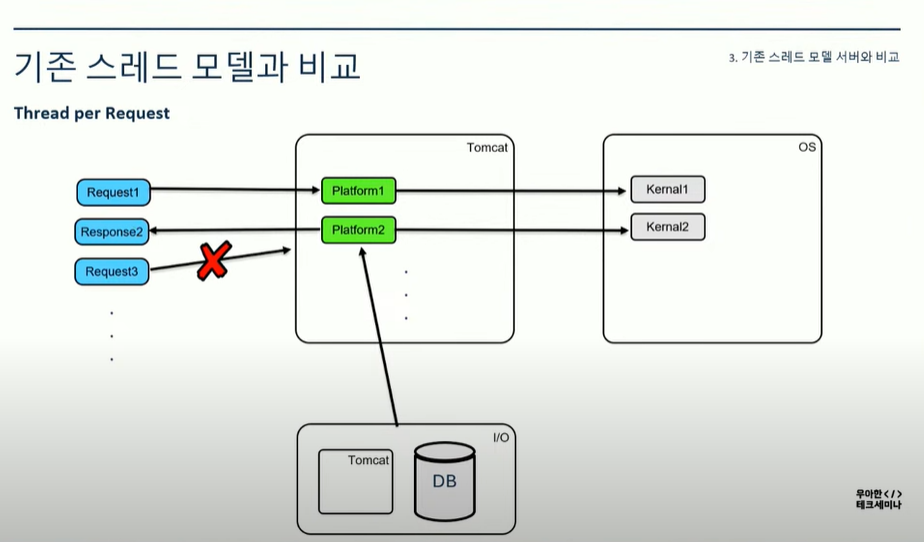 기존 스레드 모델과 비교
3. 기존 스레드 모델 서버와 비교
Thread per Request
Tomcat
OS
Request1
Platform1
Kernal1
Response2
Platform2
Kernal2
Request3
I/O
Tomcat
DB
우아한</>
테크세미나